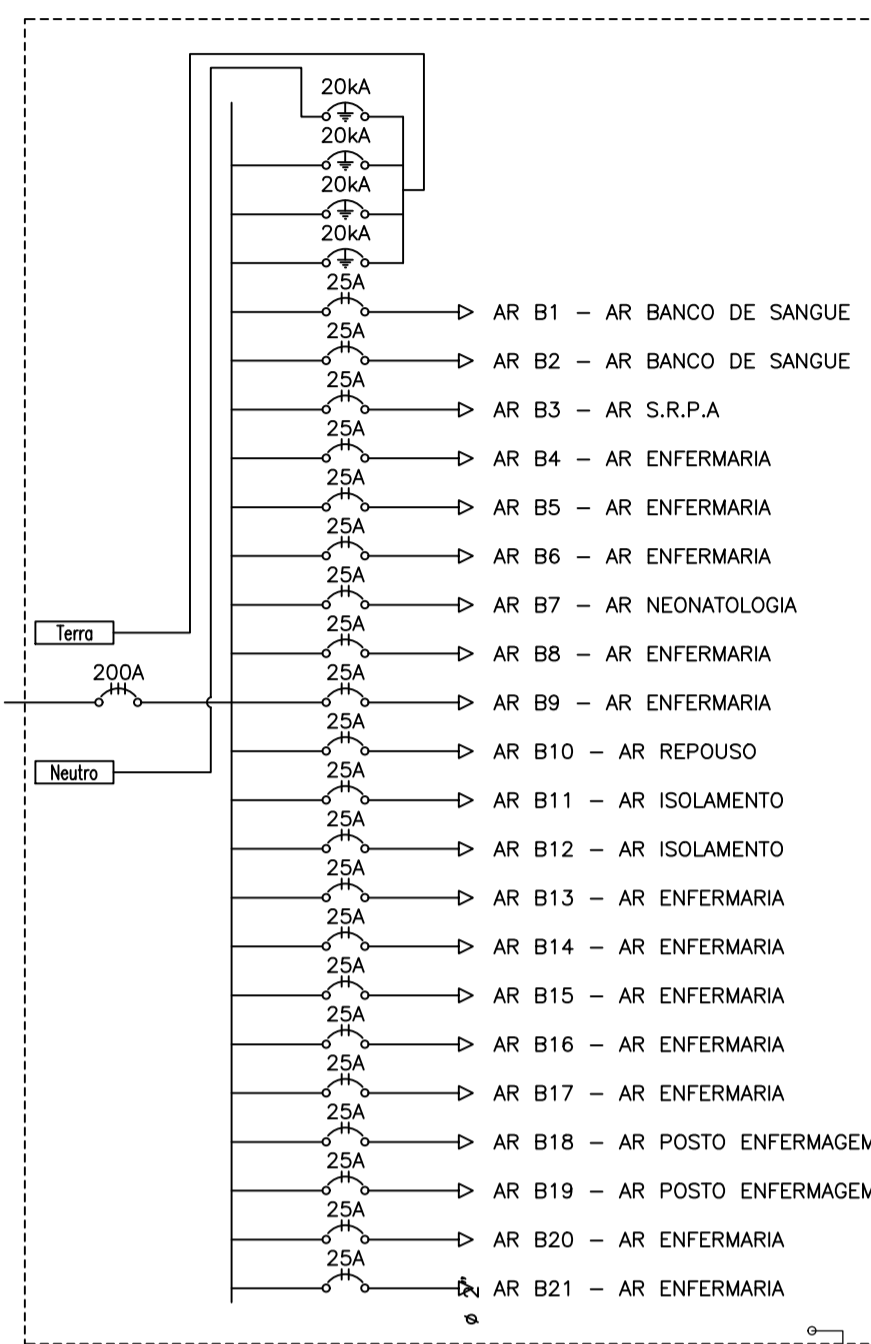 20kA
20kA
20kA
20kA
25A
AR B1 – AR BANCO DE SANGUE
25A
AR B2 – AR BANCO DE SANGUE
25A
AR B3 – AR S.R.P.A
25A
AR B4 – AR ENFERMARIA
25A
AR B5 – AR ENFERMARIA
25A
AR B6 – AR ENFERMARIA
25A
AR B7 – AR NEONATOLOGIA
Terra
25A
AR B8 – AR ENFERMARIA
200A
25A
AR B9 – AR ENFERMARIA
25A
AR B10 – AR REPOUSO
Neutro
25A
AR B11 – AR ISOLAMENTO
25A
AR B12 – AR ISOLAMENTO
25A
AR B13 – AR ENFERMARIA
25A
AR B14 – AR ENFERMARIA
25A
AR B15 – AR ENFERMARIA
25A
AR B16 – AR ENFERMARIA
25A
AR B17 – AR ENFERMARIA
25A
AR B18 – AR POSTO ENFERMAGEM
25A
AR B19 – AR POSTO ENFERMAGEM
25A
AR B20 – AR ENFERMARIA
25A
AR B21 – AR ENFERMARIA
ø 2"